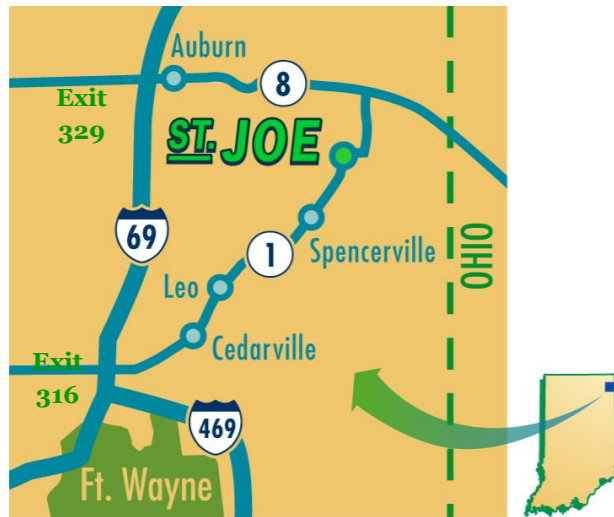 Auburn
Exit
329
8
ST. JOE
69
1
Spencerville
OHIO
Leo
Cedarville
Exit
316
469
Ft. Wayne